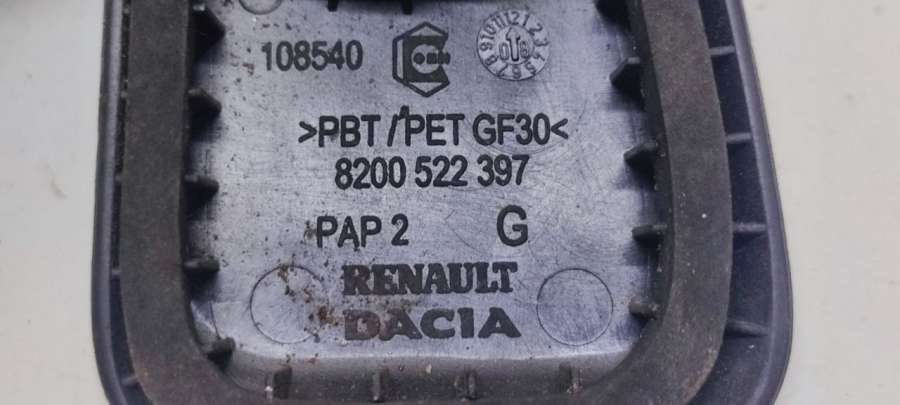 108540
>PBT/PET GF30<
8200 522 397
PAP 2 G
RENAULT
DACIA